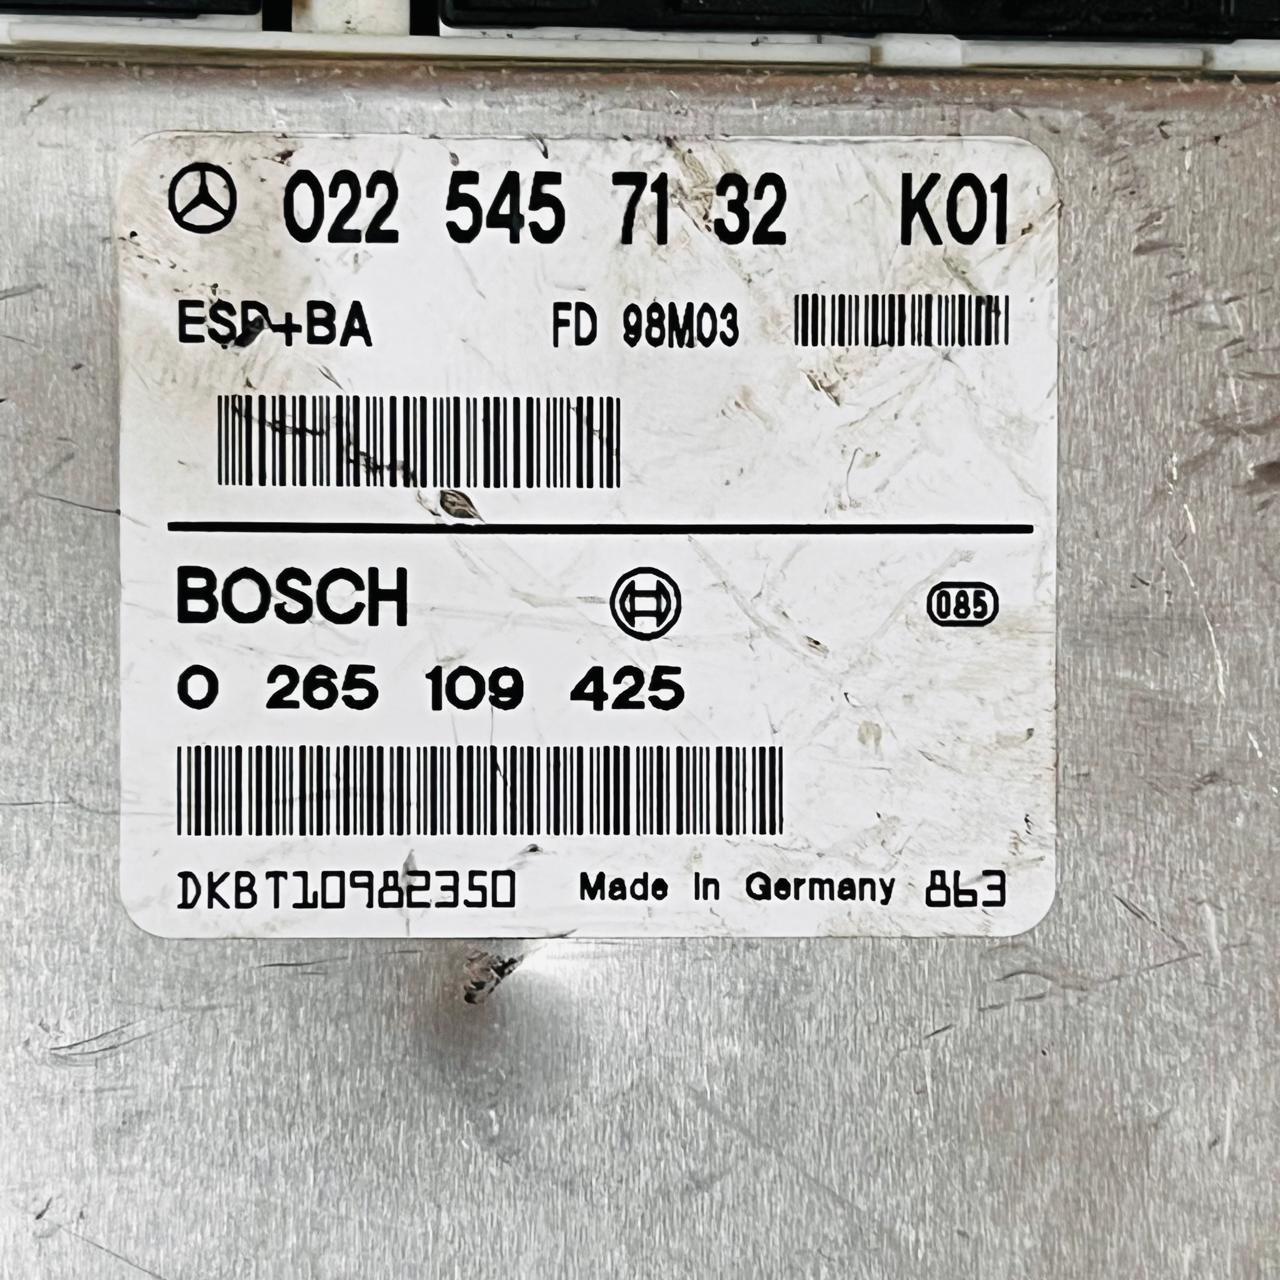 022 545 71 32 K01
ESP+BA FD 98M03
BOSCH 085
0 265 109 425
DKBT10982350 Made in Germany 863